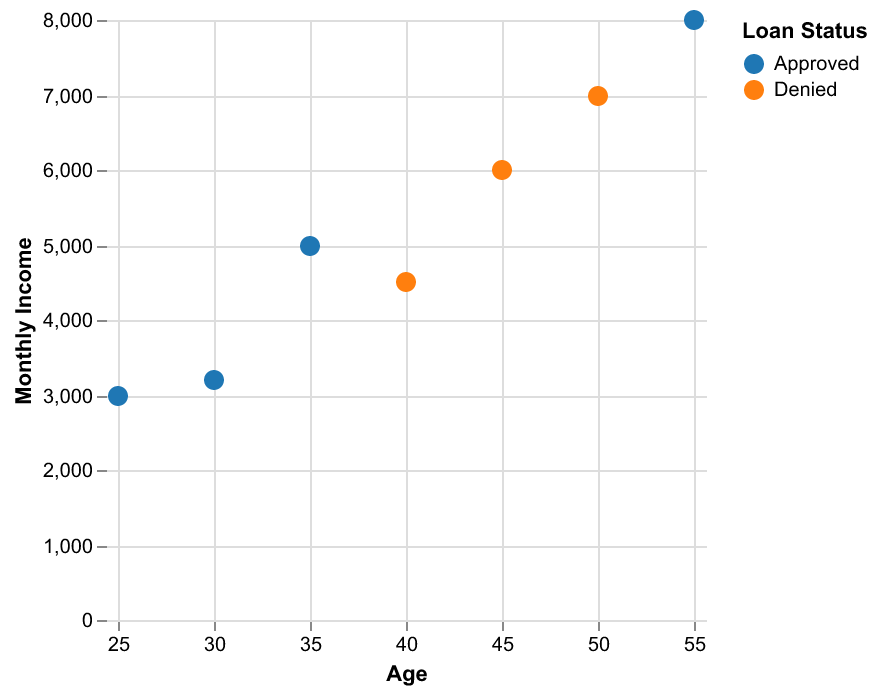 8,000
7,000
6,000
5,000
4,000
3,000
2,000
1,000
0
Monthly Income
25 30 35 40 45 50 55
Age
Loan Status
Approved
Denied